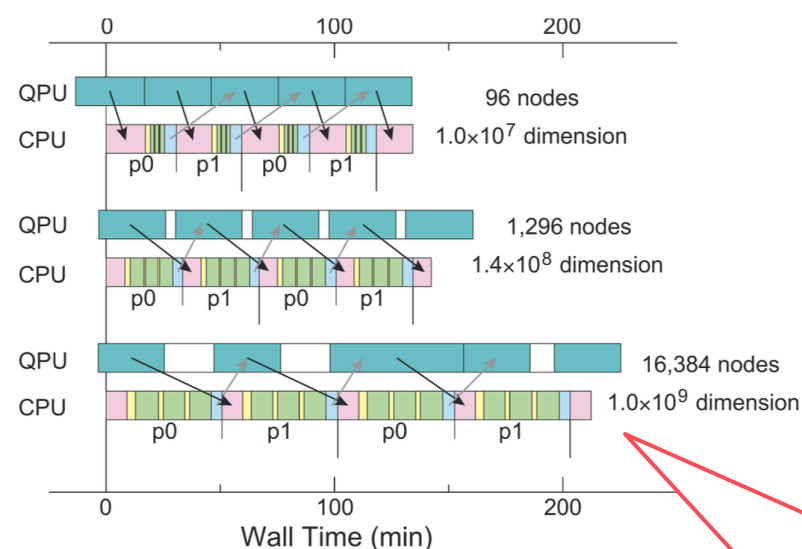 0 100 200
QPU
96 nodes
CPU
1.0×10⁷ dimension
p0 p1 p0 p1
QPU
1,296 nodes
CPU
1.4×10⁸ dimension
p0 p1 p0 p1
QPU
16,384 nodes
CPU
1.0×10⁹ dimension
p0 p1 p0 p1
0 100 200
Wall Time (min)